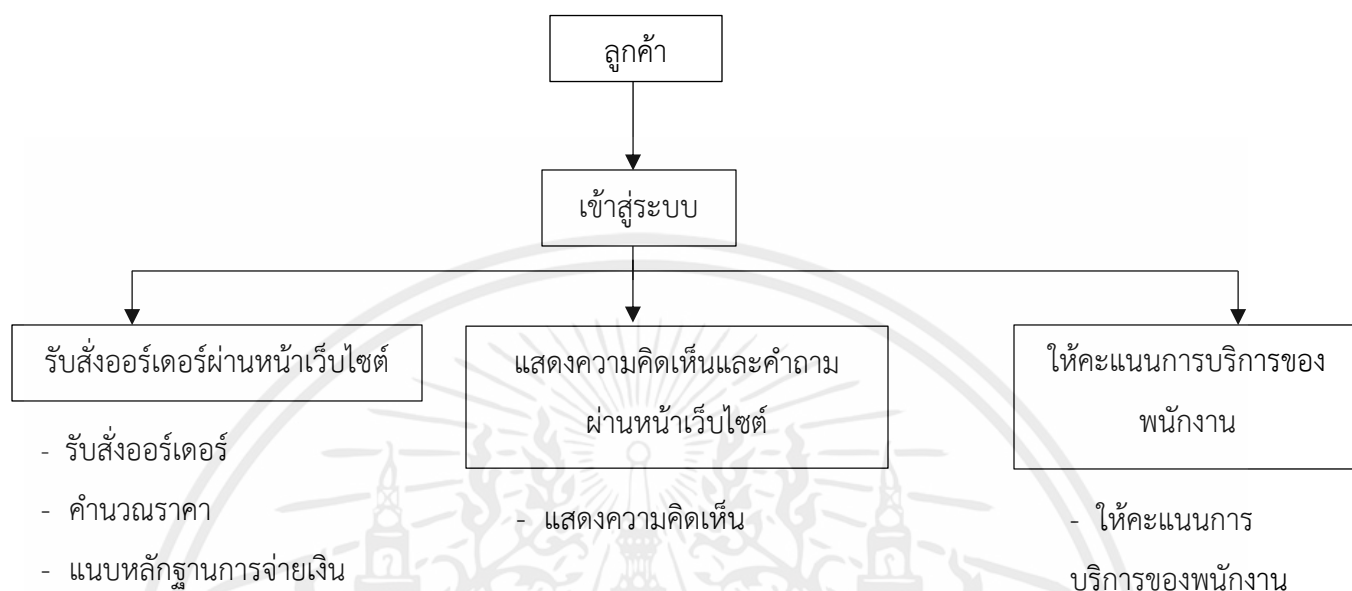 ลูกค้า
เข้าสู่ระบบ
รับสั่งออร์เดอร์ผ่านหน้าเว็บไซต์
- รับสั่งออร์เดอร์
- คำนวณราคา
- แนบหลักฐานการจ่ายเงิน
แสดงความคิดเห็นและคำถาม
ผ่านหน้าเว็บไซต์
- แสดงความคิดเห็น
ให้คะแนนการบริการของ
พนักงาน
- ให้คะแนนการ
บริการของพนักงาน